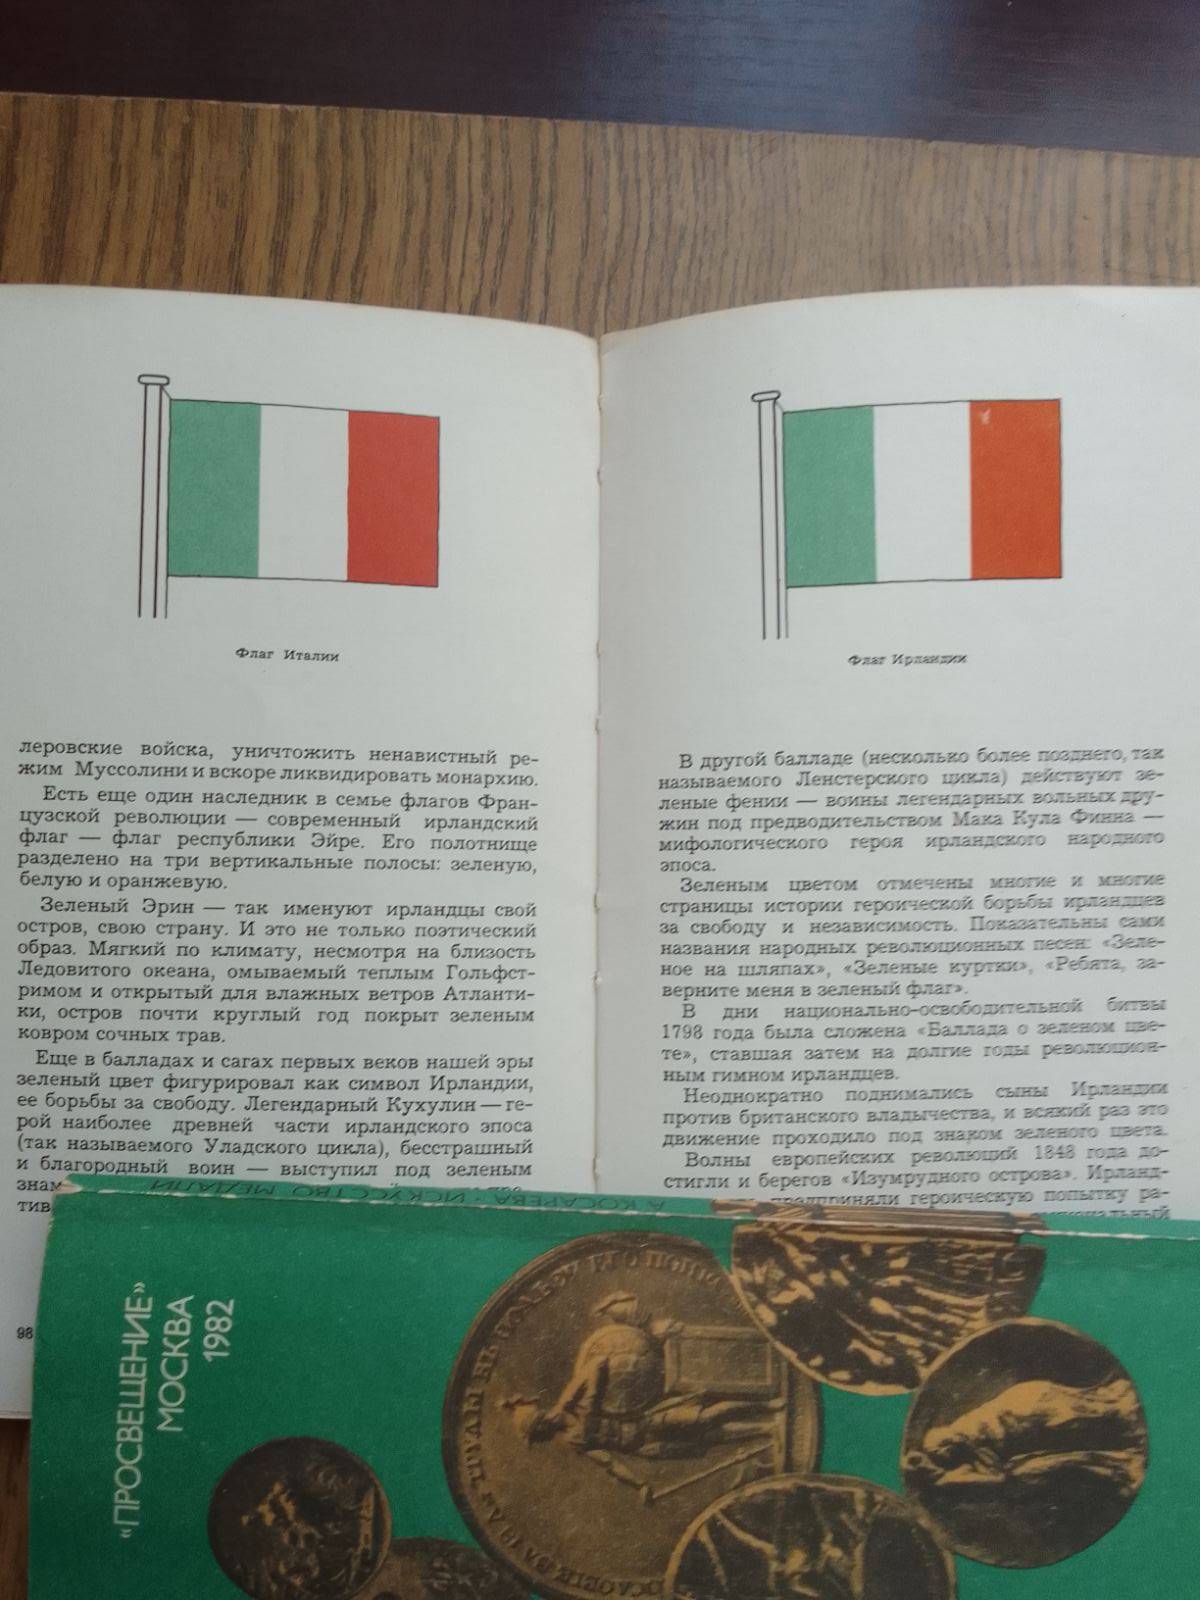 Флаг Италии
леровские войска, уничтожить ненавистный ре-
жим Муссолини и вскоре ликвидировать монархию.
Есть еще один наследник в семье флагов Фран-
цузской революции — современный ирландский
флаг — флаг республики Эйре. Его полотнище
разделено на три вертикальные полосы: зеленую,
белую и оранжевую.
Зеленый Эрин — так именуют ирландцы свой
остров, свою страну. И это не только поэтический
образ. Мягкий по климату, несмотря на близость
Ледовитого океана, омываемый теплым Гольфст-
римом и открытый для влажных ветров Атланти-
ки, остров почти круглый год покрыт зеленым
ковром сочных трав.
Еще в балладах и сагах первых веков нашей эры
зеленый цвет фигурировал как символ Ирландии,
ее борьбы за свободу. Легендарный Кухулин — ге-
рой наиболее древней части ирландского эпоса
(так называемого Уладского цикла), бесстрашный
и благородный воин — выступил под зеленым
знам
тив
98
Флаг Ирландии
В другой балладе (несколько более позднего, так
называемого Ленстерского цикла) действуют зе-
леные фении — воины легендарных вольных дру-
жин под предводительством Мака Кула Финна —
мифологического героя ирландского народного
эпоса.
Зеленым цветом отмечены многие и многие
страницы истории героической борьбы ирландцев
за свободу и независимость. Показательны сами
названия народных революционных песен: «Зеле-
ное на шляпах», «Зеленые куртки», «Ребята, за-
верните меня в зеленый флаг».
В дни национально-освободительной битвы
1798 года была сложена «Баллада о зеленом цве-
те», ставшая затем на долгие годы революцион-
ным гимном ирландцев.
Неоднократно поднимались сыны Ирландии
против британского владычества, и всякий раз это
движение проходило под знаком зеленого цвета.
Волны европейских революций 1848 года до-
стигли и берегов «Изумрудного острова». Ирланд-
предприняли героическую попытку ра-
А. КОСАРЕВА · ИСКУССТВО МЕДАЛИ
«ПРОСВЕЩЕНИЕ»
МОСКВА
1982